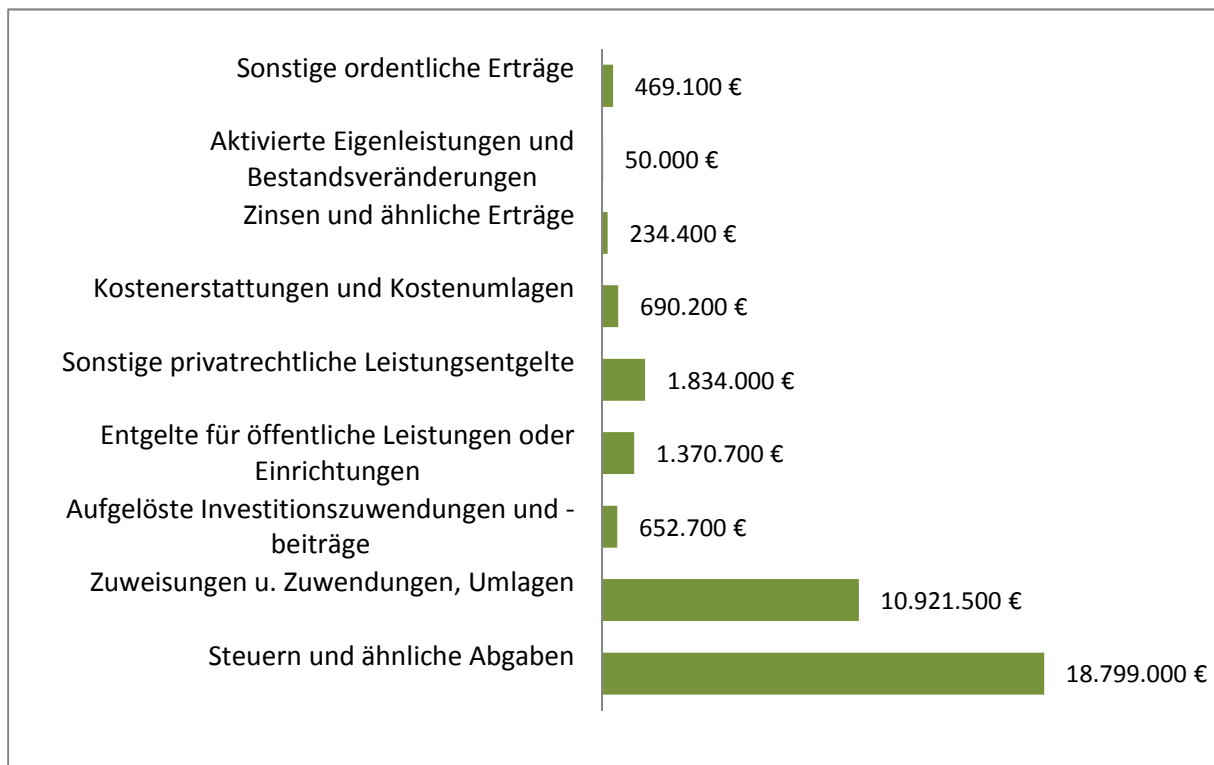 Sonstige ordentliche Erträge
469.100 €
Aktivierte Eigenleistungen und
Bestandsveränderungen
50.000 €
Zinsen und ähnliche Erträge
234.400 €
Kostenerstattungen und Kostenumlagen
690.200 €
Sonstige privatrechtliche Leistungsentgelte
1.834.000 €
Entgelte für öffentliche Leistungen oder
Einrichtungen
1.370.700 €
Aufgelöste Investitionszuwendungen und -
beiträge
652.700 €
Zuweisungen u. Zuwendungen, Umlagen
10.921.500 €
Steuern und ähnliche Abgaben
18.799.000 €